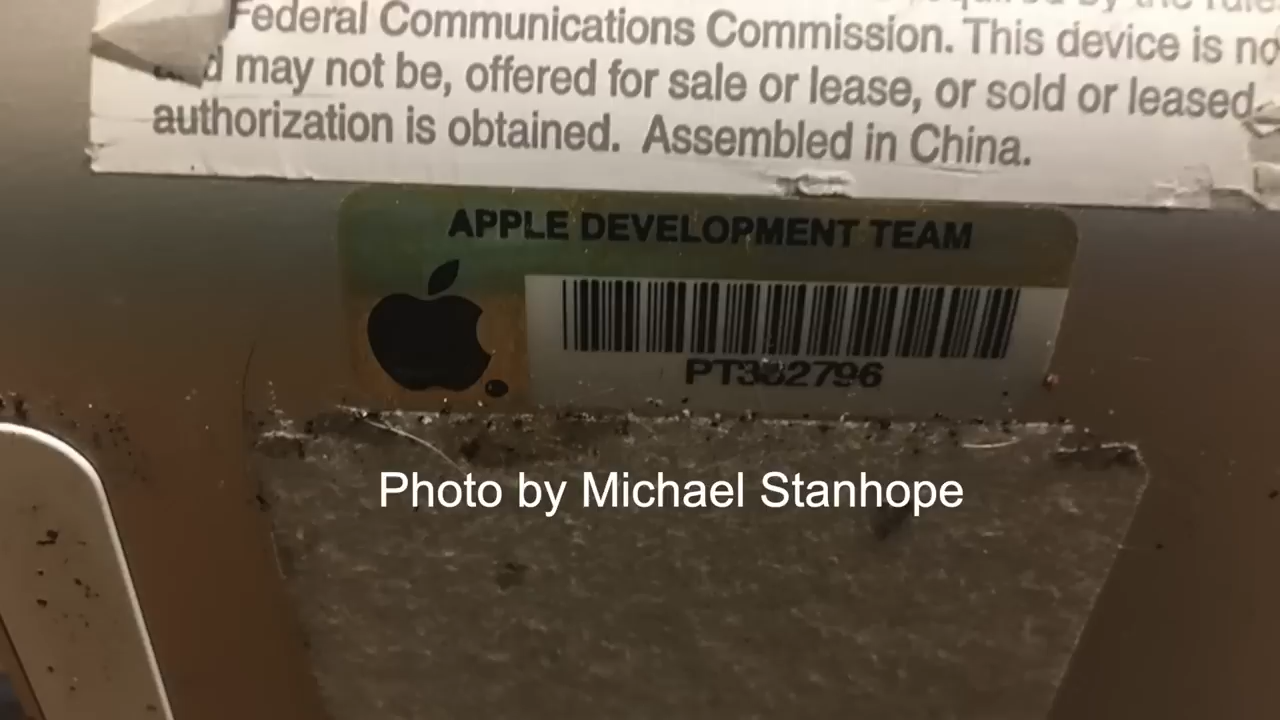 Federal Communications Commission. This device is no
may not be, offered for sale or lease, or sold or leased
authorization is obtained. Assembled in China.
APPLE DEVELOPMENT TEAM
Photo by Michael Stanhope